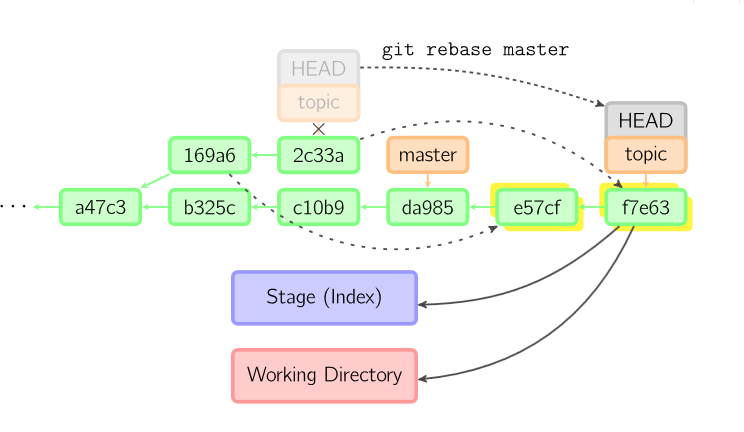 git rebase master
HEAD
topic
HEAD
topic
169a6
2c33a
master
...
a47c3
b325c
c10b9
da985
e57cf
f7e63
Stage (Index)
Working Directory